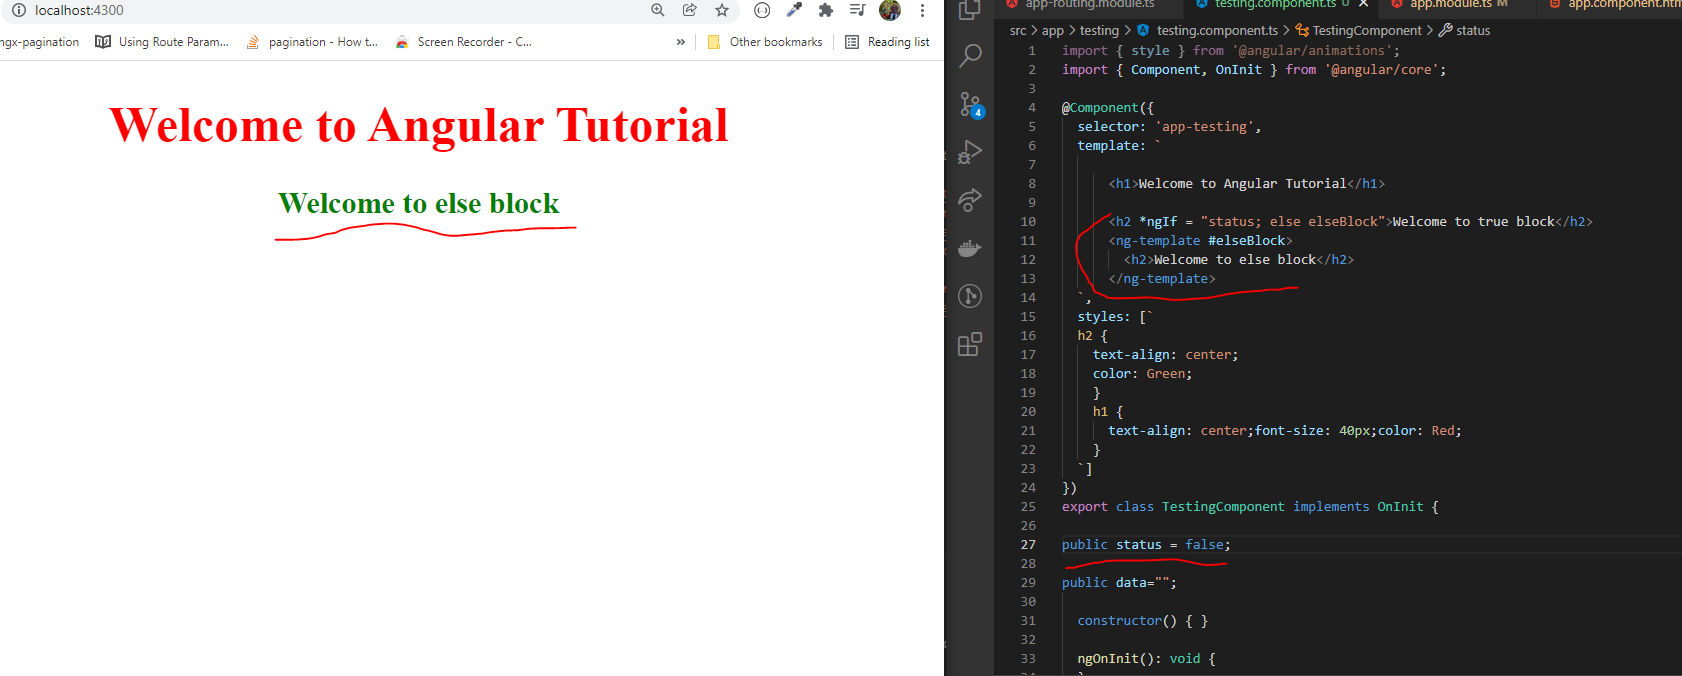 localhost:4300
ngx-pagination Using Route Param... pagination - How t... Screen Recorder - C... » Other bookmarks Reading list
Welcome to Angular Tutorial
Welcome to else block
app-routing.module.ts testing.component.ts U app.module.ts M app.component.htm
src > app > testing > testing.component.ts > TestingComponent > status
4
1 import { style } from '@angular/animations';
2 import { Component, OnInit } from '@angular/core';
3
4 @Component({
5 selector: 'app-testing',
6 template: `
7
8 <h1>Welcome to Angular Tutorial</h1>
9
10 <h2 *ngIf = "status; else elseBlock">Welcome to true block</h2>
11 <ng-template #elseBlock>
12 <h2>Welcome to else block</h2>
13 </ng-template>
14 `,
15 styles: [`
16 h2 {
17 text-align: center;
18 color: Green;
19 }
20 h1 {
21 text-align: center;font-size: 40px;color: Red;
22 }
23 `]
24 })
25 export class TestingComponent implements OnInit {
26
27 public status = false;
28
29 public data="";
30
31 constructor() { }
32
33 ngOnInit(): void {